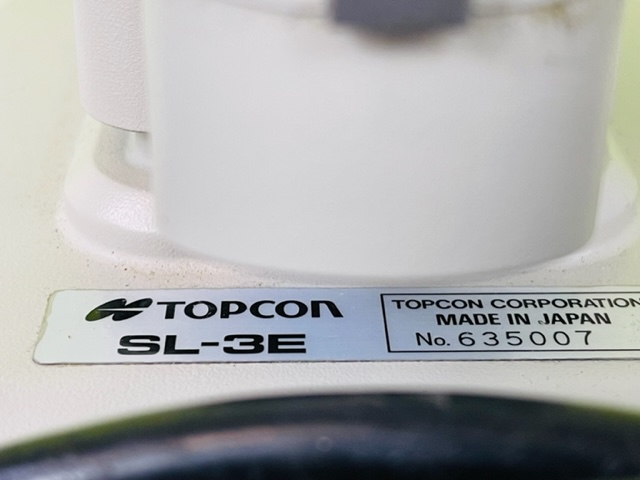 TOPCON
SL-3E
TOPCON CORPORATION
MADE IN JAPAN
No. 635007